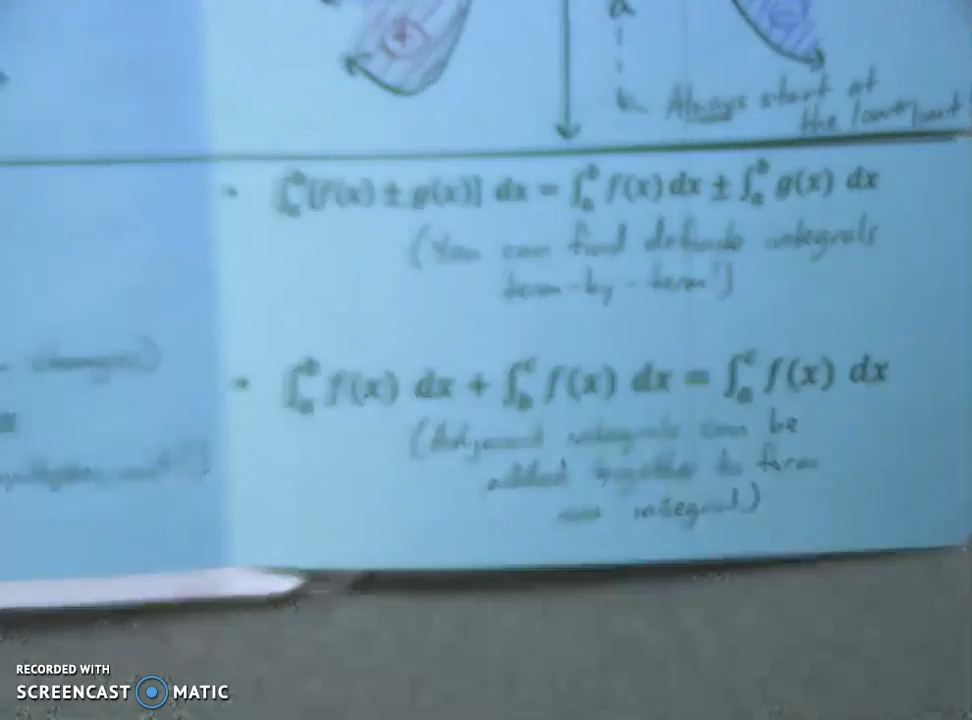 a
Always start at
the lower limit
• ∫ₐᵇ[f(x) ± g(x)] dx = ∫ₐᵇ f(x) dx ± ∫ₐᵇ g(x) dx
(You can find definite integrals
term-by-term!)
changes)
• ∫ₐᵇ f(x) dx + ∫_b^c f(x) dx = ∫ₐᶜ f(x) dx
(Adjacent integrals can be
added together to form
one integral)
RECORDED WITH
SCREENCAST MATIC